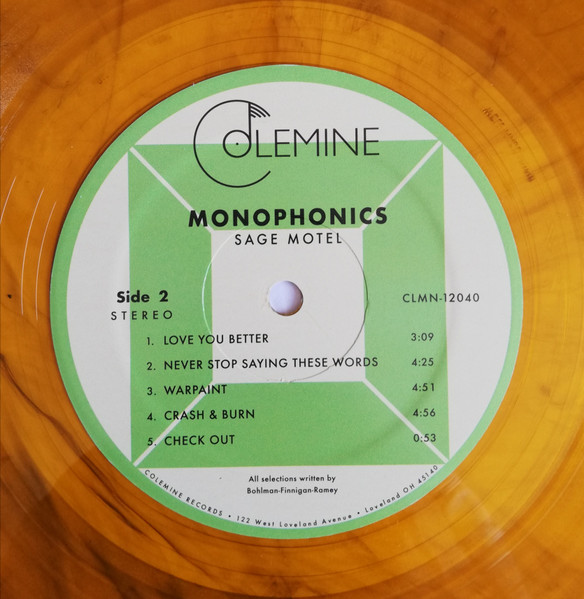 COLEMINE
MONOPHONICS
SAGE MOTEL
Side 2
STEREO
CLMN-12040
1. LOVE YOU BETTER 3:09
2. NEVER STOP SAYING THESE WORDS 4:25
3. WARPAINT 4:51
4. CRASH & BURN 4:56
5. CHECK OUT 0:53
All selections written by
Bohlman-Finnigan-Ramey
COLEMINE RECORDS • 122 West Loveland Avenue • Loveland OH 45140